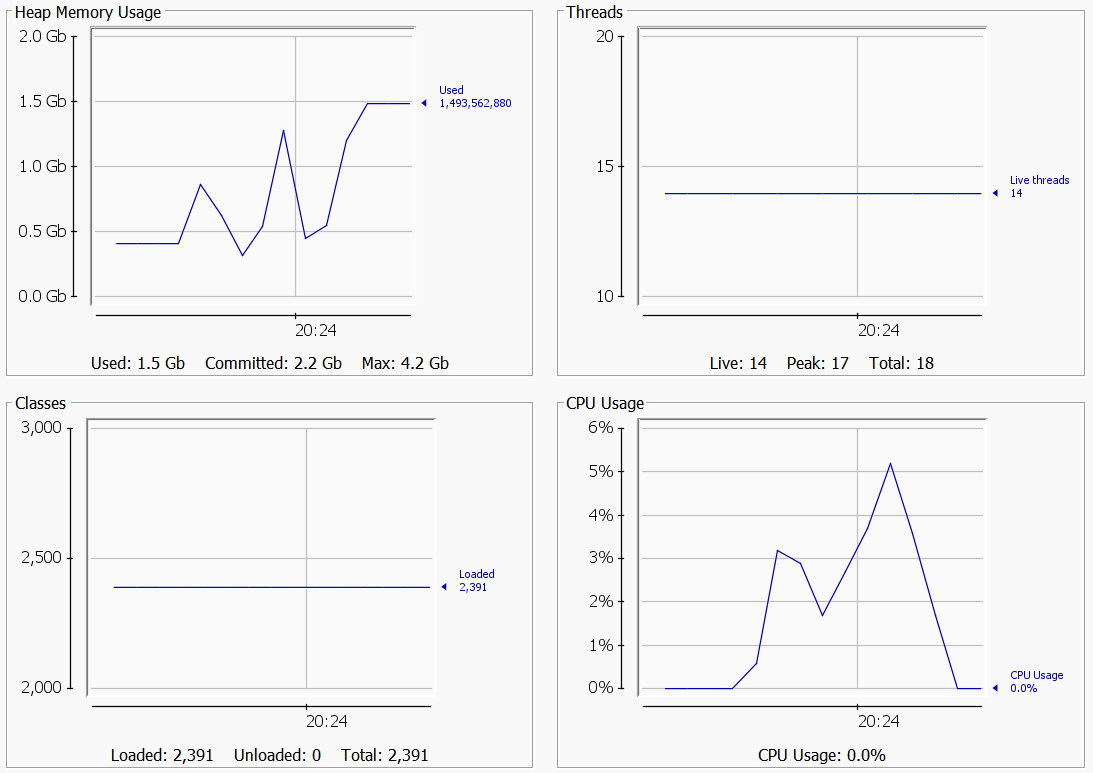 Heap Memory Usage
2.0 Gb
1.5 Gb
1.0 Gb
0.5 Gb
0.0 Gb
Used
1,493,562,880
20:24
Used: 1.5 Gb Committed: 2.2 Gb Max: 4.2 Gb
Threads
20
15
10
Live threads
14
20:24
Live: 14 Peak: 17 Total: 18
Classes
3,000
2,500
2,000
Loaded
2,391
20:24
Loaded: 2,391 Unloaded: 0 Total: 2,391
CPU Usage
6%
5%
4%
3%
2%
1%
0%
CPU Usage
0.0%
20:24
CPU Usage: 0.0%